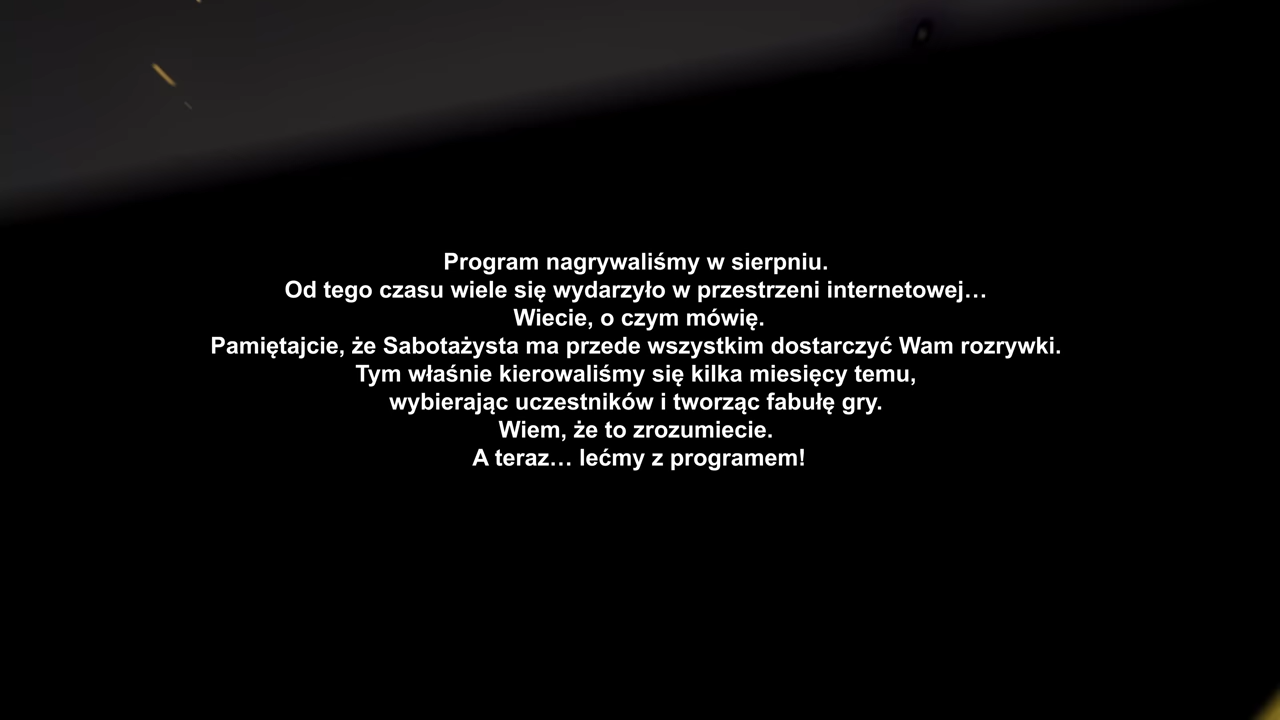 Program nagrywaliśmy w sierpniu.
Od tego czasu wiele się wydarzyło w przestrzeni internetowej…
Wiecie, o czym mówię.
Pamiętajcie, że Sabotażysta ma przede wszystkim dostarczyć Wam rozrywki.
Tym właśnie kierowaliśmy się kilka miesięcy temu,
wybierając uczestników i tworząc fabułę gry.
Wiem, że to zrozumiecie.
A teraz… lećmy z programem!